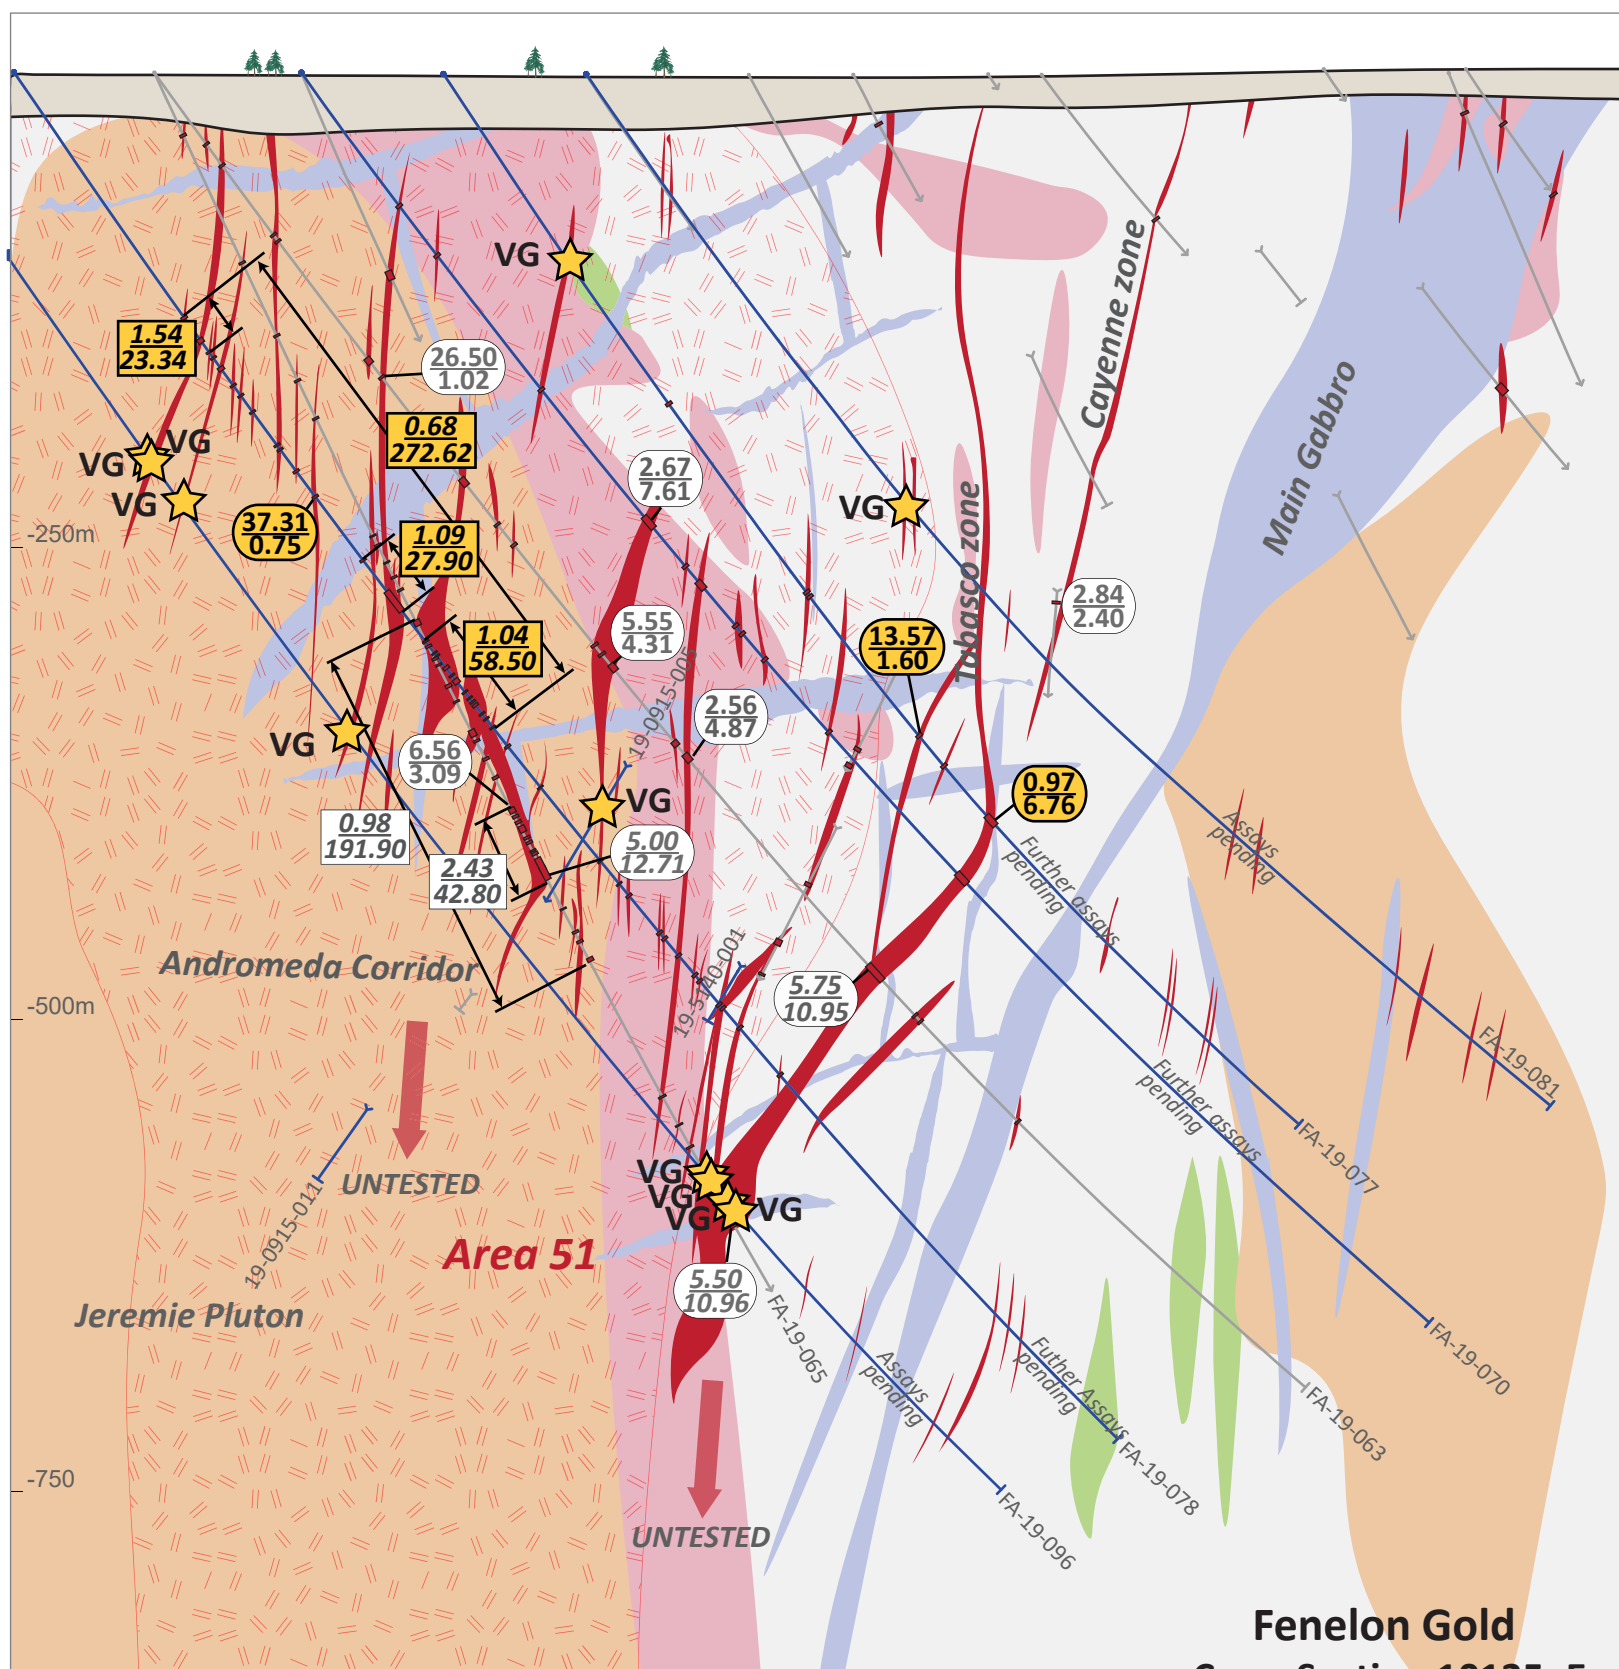 VG
1.54
23.34
26.50
1.02
Cayenne zone
0.68
272.62
Main Gabbro
VG
VG
VG
2.67
7.61
VG
Tobasco zone
37.31
0.75
-250m
1.09
27.90
2.84
2.40
5.55
4.31
1.04
58.50
13.57
1.60
19-0915-005
2.56
4.87
VG
6.56
3.09
VG
0.97
6.76
0.98
191.90
5.00
12.71
2.43
42.80
Assays
pending
Further assays
pending
Andromeda Corridor
19-5140-001
5.75
10.95
-500m
FA-19-081
Further assays
pending
UNTESTED
19-0915-011
VG
VG
VG
VG
FA-19-077
Area 51
5.50
10.96
Jeremie Pluton
FA-19-065
Assays
pending
Futher Assays
pending
FA-19-070
FA-19-063
-750
FA-19-078
UNTESTED
FA-19-096
Fenelon Gold